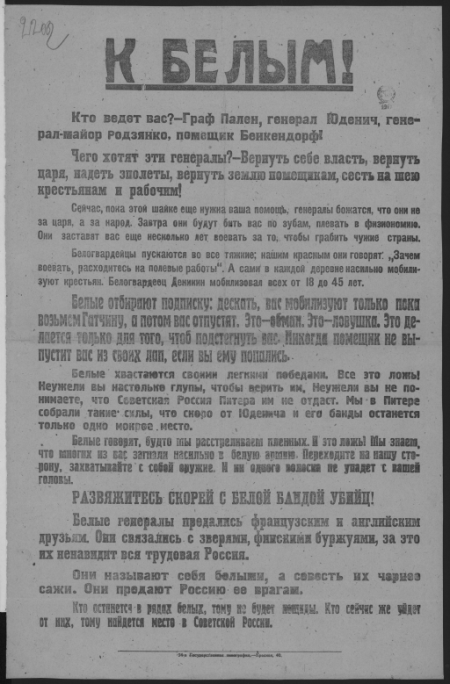 К БЕЛЫМ!
Кто ведет вас?—Граф Пален, генерал Юденич, гене-
рал-майор Родзянко, помещик Бенкендорф!
Чего хотят эти генералы?—Вернуть себе власть, вернуть
царя, надеть эполеты, вернуть землю помещикам, сесть на шею
крестьянам и рабочим!
Сейчас, пока этой шайке еще нужна ваша помощь, генералы божатся, что они не
за царя, а за народ. Завтра они будут бить вас по зубам, плевать в физиономию.
Они заставят вас еще несколько лет воевать за то, чтобы грабить чужие страны.
Белогвардейцы пускаются во все тяжкие; нашим красным они говорят: „Зачем
воевать, расходитесь на полевые работы". А сами в каждой деревне насильно мобили-
зуют крестьян. Белогвардеец Деникин мобилизовал всех от 18 до 45 лет.
Белые отбирают подписку: дескать, вас мобилизуют только пока
возьмем Гатчину, а потом вас отпустят. Это—обман. Это—ловушка. Это де-
лается только для того, чтоб подстегнуть вас. Никогда помещик не вы-
пустит вас из своих лап, если вы ему попались.
Белые хвастаются своими легкими победами. Все это ложь!
Неужели вы настолько глупы, чтобы верить им, Неужели вы не по-
нимаете, что Советская Россия Питера им не отдаст. Мы в Питере
собрали такие силы, что скоро от Юденича и его банды останется
только одно мокрое место.
Белые говорят, будто мы расстреливаем пленных. И это ложь! Мы знаем,
что многих из вас загнали насильно в белую армию. Переходите на нашу сто-
рону, захватывайте с собой оружие. И ни одного волоска не упадет с вашей
головы.
РАЗВЯЖИТЕСЬ СКОРЕЙ С БЕЛОЙ БАНДОЙ УБИЙЦ!
Белые генералы продались французским и английским
друзьям. Они связались с зверями, финскими буржуями, за это
их ненавидит вся трудовая Россия.
Они называют себя белыми, а совесть их чернее
сажи. Они продают Россию ее врагам.
Кто останется в рядах белых, тому не будет пощады. Кто сейчас же уйдет
от них, тому найдется место в Советской России.